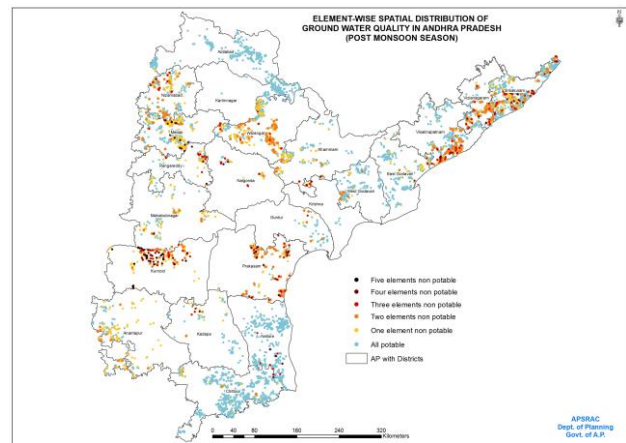 ELEMENT-WISE SPATIAL DISTRIBUTION OF
GROUND WATER QUALITY IN ANDHRA PRADESH
(POST MONSOON SEASON)
N
Adilabad
Nizamabad
Karimnagar
Medak
Warangal
Rangareddy
Khammam
Nalgonda
Mahabubnagar
Srikakulam
Vizianagaram
Visakhapatnam
East Godavari
West Godavari
Krishna
Guntur
Kurnool
Prakasam
Anantapur
Kadapa
Nellore
Chittoor
Five elements non potable
Four elements non potable
Three elements non potable
Two elements non potable
One element non potable
All potable
AP with Districts
0 40 80 160 240 320
Kilometers
APSRAC
Dept. of Planning
Govt. of A.P.